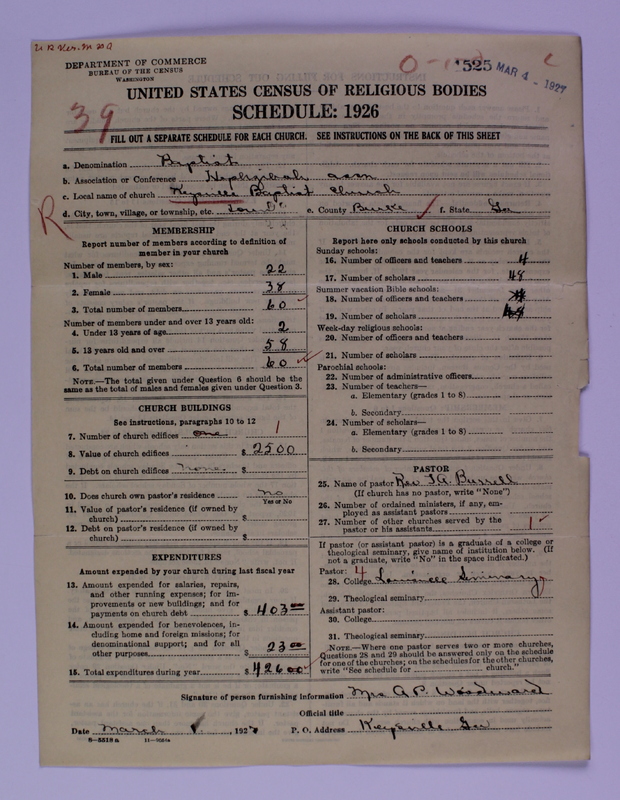 DEPARTMENT OF COMMERCE
BUREAU OF THE CENSUS
WASHINGTON
1525 MAR 4 - 1927
UNITED STATES CENSUS OF RELIGIOUS BODIES
SCHEDULE: 1926
39
FILL OUT A SEPARATE SCHEDULE FOR EACH CHURCH. SEE INSTRUCTIONS ON THE BACK OF THIS SHEET
a. Denomination Baptist
b. Association or Conference Hephzibah assn
c. Local name of church Keysville Baptist Church
R
d. City, town, village, or township, etc. e. County Burke f. State Ga
MEMBERSHIP
Report number of members according to definition of member in your church
Number of members, by sex:
1. Male 22
2. Female 38
3. Total number of members 60
Number of members under and over 13 years old:
4. Under 13 years of age 2
5. 13 years old and over 58
6. Total number of members 60
NOTE.—The total given under Question 6 should be the same as the total of males and females given under Question 3.
CHURCH BUILDINGS
See instructions, paragraphs 10 to 12
7. Number of church edifices one 1
8. Value of church edifices $ 2500
9. Debt on church edifices none $
10. Does church own pastor's residence no
Yes or No
11. Value of pastor's residence (if owned by church) $
12. Debt on pastor's residence (if owned by church) $
EXPENDITURES
Amount expended by your church during last fiscal year
13. Amount expended for salaries, repairs, and other running expenses; for improvements or new buildings; and for payments on church debt $ 403 00
14. Amount expended for benevolences, including home and foreign missions; for denominational support; and for all other purposes $ 23 00
15. Total expenditures during year $ 426 00
CHURCH SCHOOLS
Report here only schools conducted by this church
Sunday schools:
16. Number of officers and teachers 4
17. Number of scholars 48
Summer vacation Bible schools:
18. Number of officers and teachers
19. Number of scholars
Week-day religious schools:
20. Number of officers and teachers
21. Number of scholars
Parochial schools:
22. Number of administrative officers
23. Number of teachers—
a. Elementary (grades 1 to 8)
b. Secondary
24. Number of scholars—
a. Elementary (grades 1 to 8)
b. Secondary
PASTOR
25. Name of pastor Rev. Burrell
(If church has no pastor, write "None")
26. Number of ordained ministers, if any, employed as assistant pastors
27. Number of other churches served by the pastor or his assistants 1
If pastor (or assistant pastor) is a graduate of a college or theological seminary, give name of institution below. (If not a graduate, write "No" in the space indicated.)
Pastor: 4
28. College Seminary
29. Theological seminary
Assistant pastor:
30. College
31. Theological seminary
NOTE.—Where one pastor serves two or more churches, Questions 28 and 29 should be answered only on the schedule for one of the churches; on the schedules for the other churches, write "See schedule for church."
Signature of person furnishing information Mrs. Woodward
Official title
Date March , 1927 P. O. Address Keysville Ga
8—5518 a